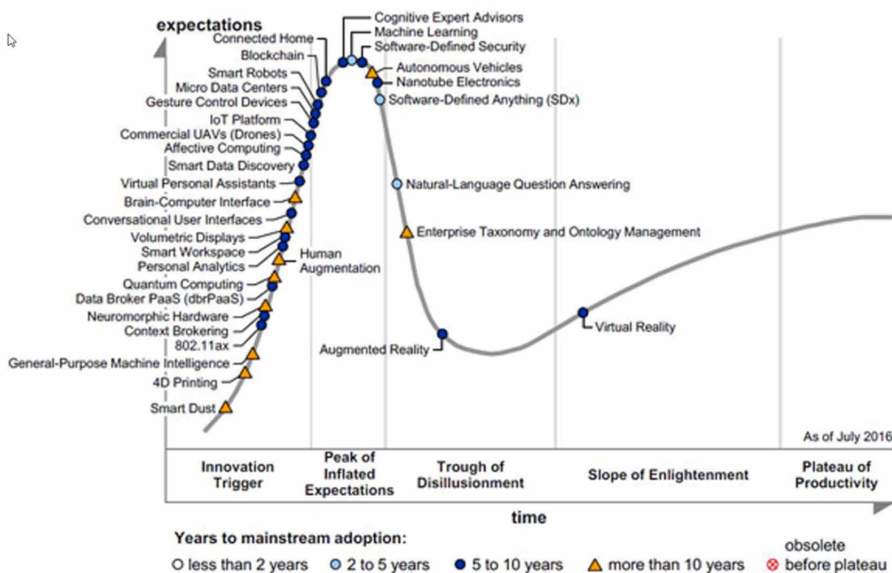 expectations
Cognitive Expert Advisors
Machine Learning
Software-Defined Security
Connected Home
Blockchain
Autonomous Vehicles
Smart Robots
Nanotube Electronics
Micro Data Centers
Gesture Control Devices
Software-Defined Anything (SDx)
IoT Platform
Commercial UAVs (Drones)
Affective Computing
Smart Data Discovery
Virtual Personal Assistants
Natural-Language Question Answering
Brain-Computer Interface
Conversational User Interfaces
Enterprise Taxonomy and Ontology Management
Volumetric Displays
Smart Workspace
Personal Analytics
Human
Augmentation
Quantum Computing
Data Broker PaaS (dbrPaaS)
Neuromorphic Hardware
Context Brokering
802.11ax
Virtual Reality
Augmented Reality
General-Purpose Machine Intelligence
4D Printing
Smart Dust
As of July 2016
Innovation
Trigger
Peak of
Inflated
Expectations
Trough of
Disillusionment
Slope of Enlightenment
Plateau of
Productivity
time
Years to mainstream adoption:
less than 2 years
2 to 5 years
5 to 10 years
more than 10 years
obsolete
before plateau